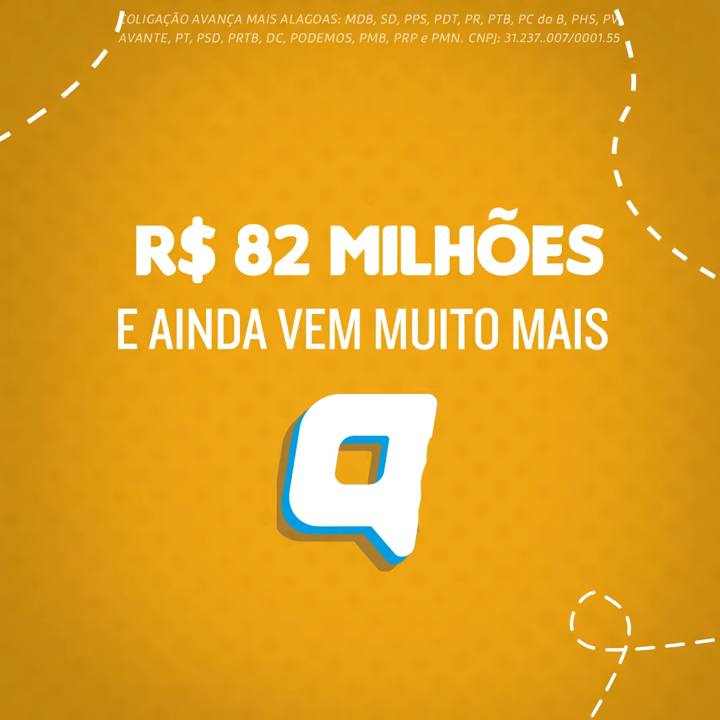 COLIGAÇÃO AVANÇA MAIS ALAGOAS: MDB, SD, PPS, PDT, PR, PTB, PC do B, PHS, PV
AVANTE, PT, PSD, PRTB, DC, PODEMOS, PMB, PRP e PMN. CNPJ: 31.237..007/0001.55
R$ 82 MILHÕES
E AINDA VEM MUITO MAIS